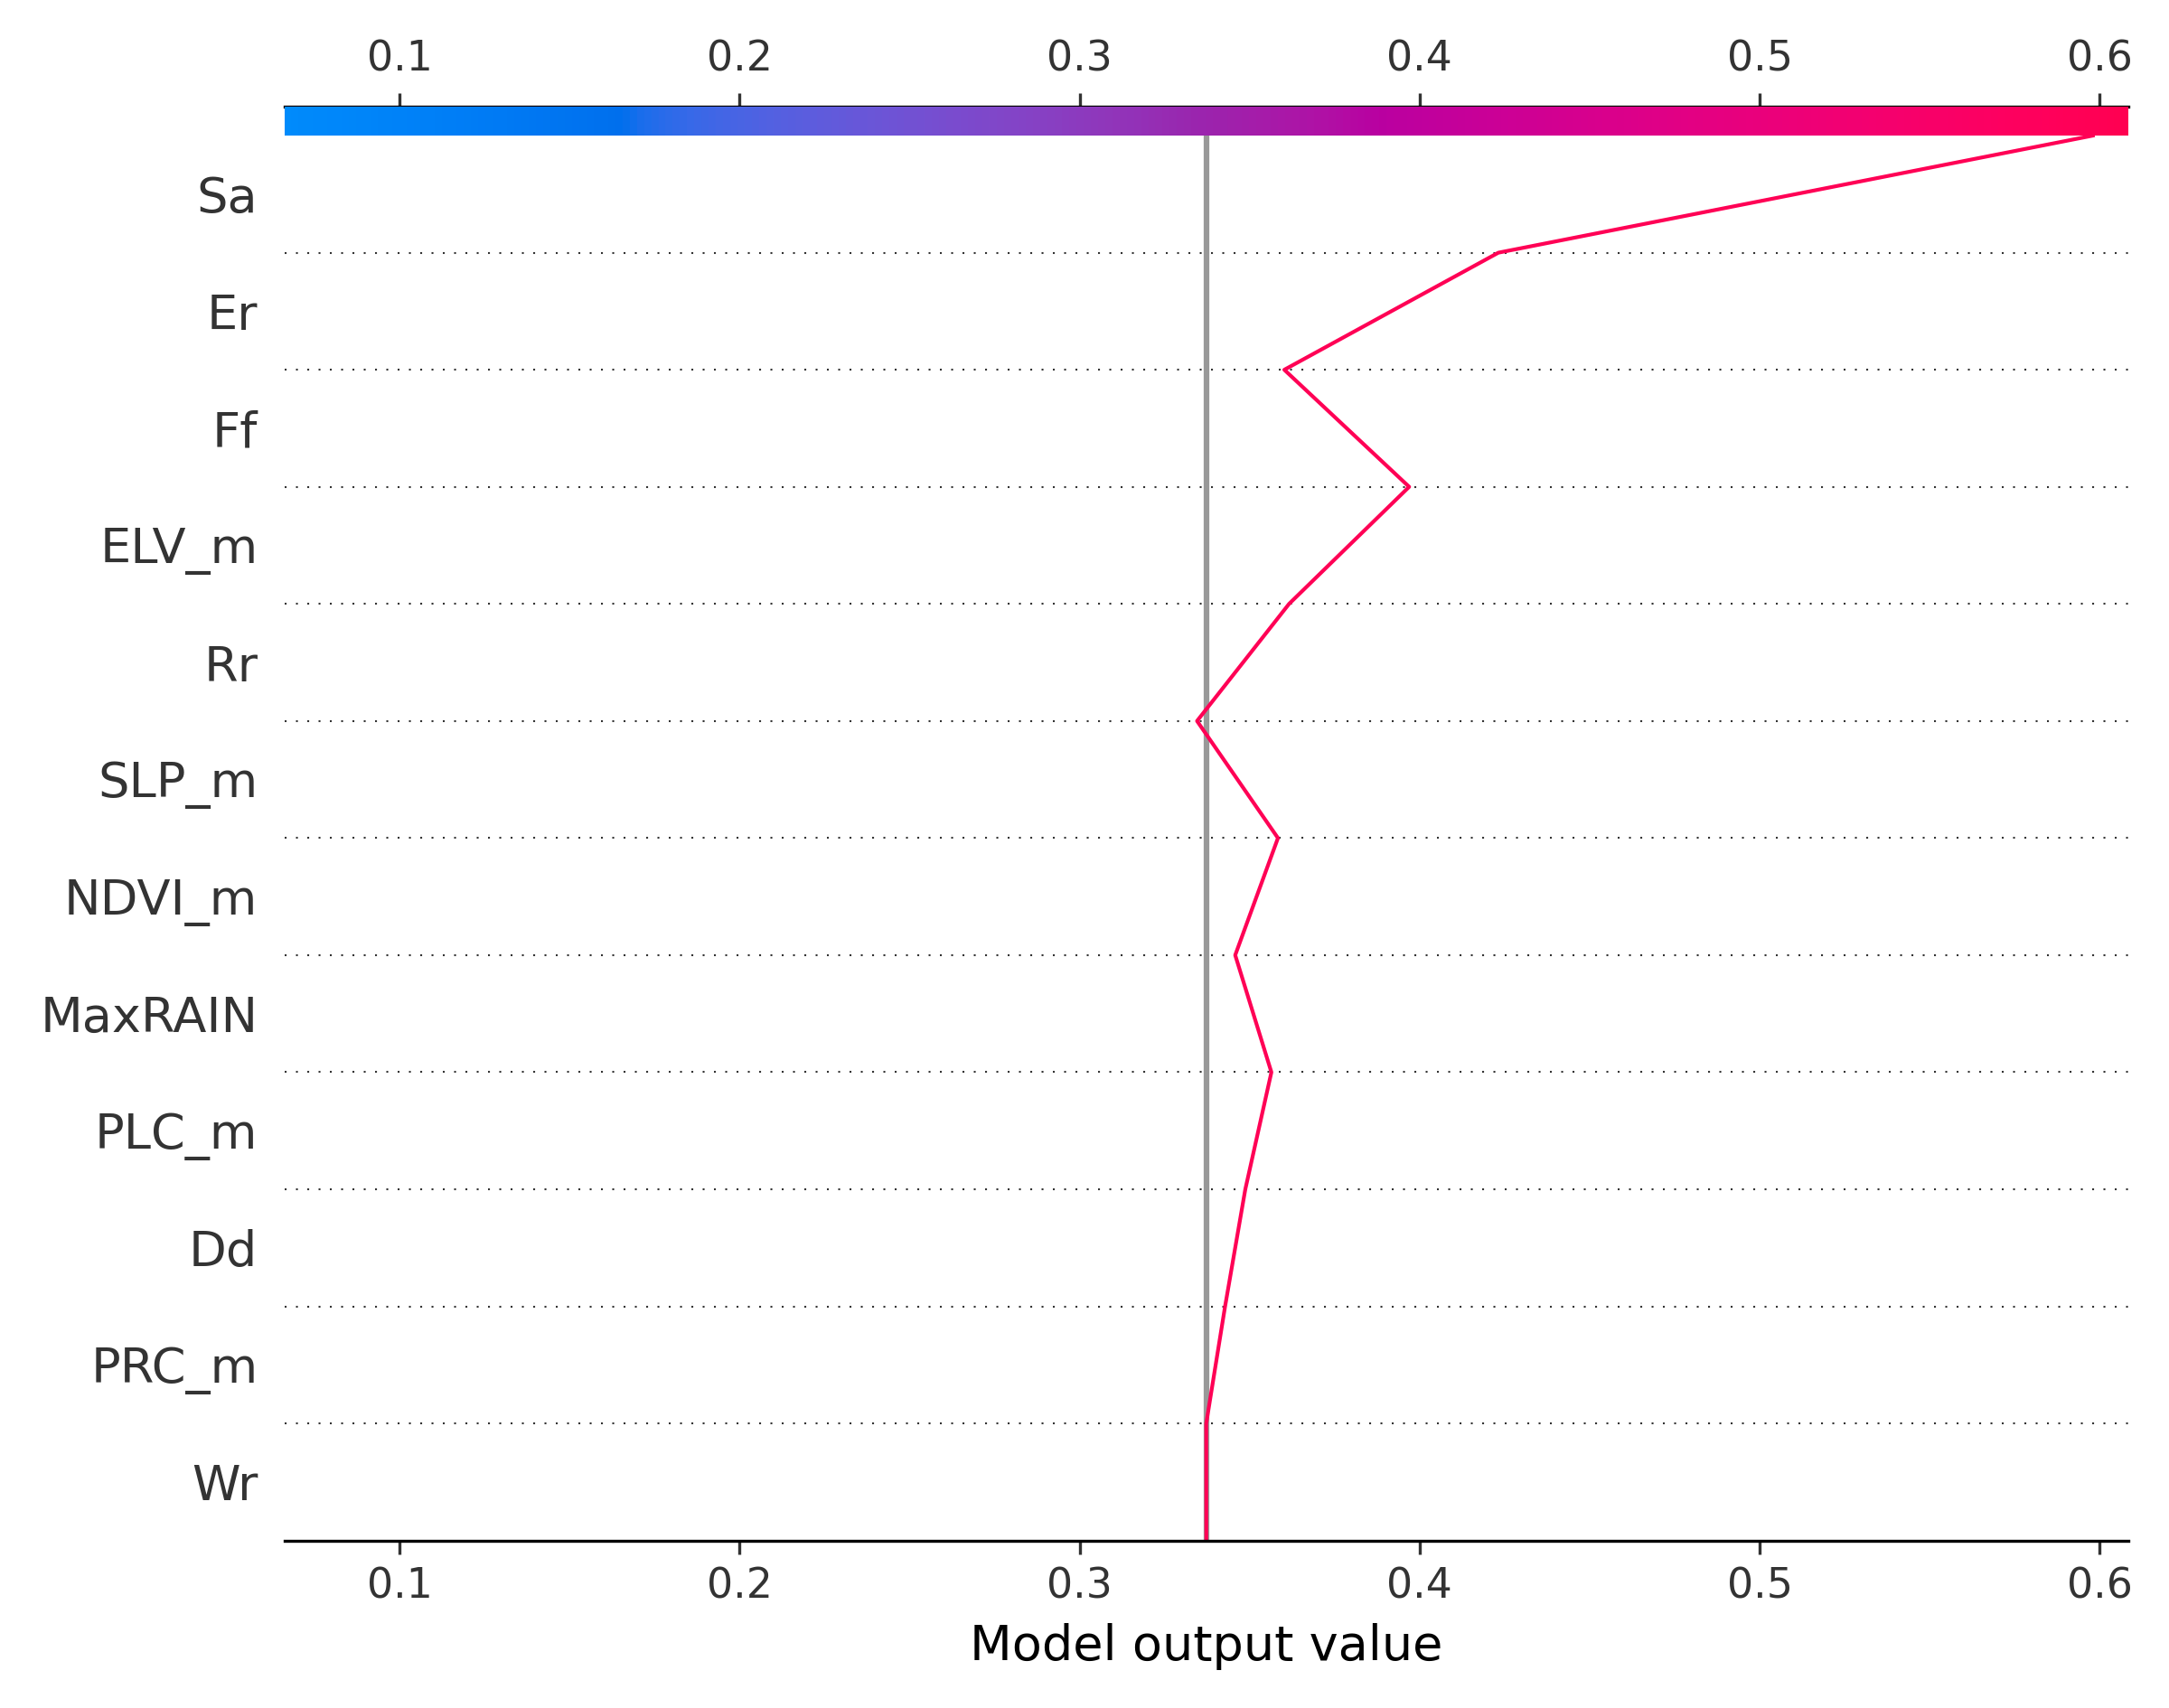 0.1 0.2 0.3 0.4 0.5 0.6
Sa
Er
Ff
ELV_m
Rr
SLP_m
NDVI_m
MaxRAIN
PLC_m
Dd
PRC_m
Wr
0.1 0.2 0.3 0.4 0.5 0.6
Model output value